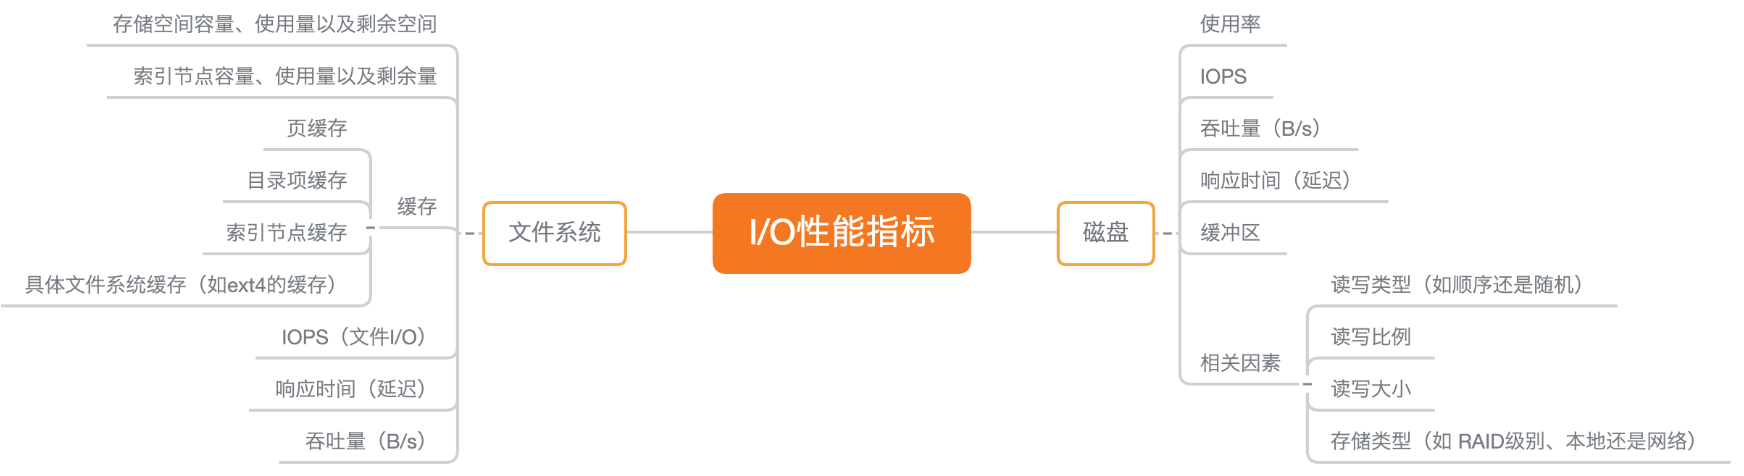 I/O性能指标
文件系统
存储空间容量、使用量以及剩余空间
索引节点容量、使用量以及剩余量
缓存
页缓存
目录项缓存
索引节点缓存
具体文件系统缓存（如ext4的缓存）
IOPS（文件I/O）
响应时间（延迟）
吞吐量（B/s）
磁盘
使用率
IOPS
吞吐量（B/s）
响应时间（延迟）
缓冲区
相关因素
读写类型（如顺序还是随机）
读写比例
读写大小
存储类型（如 RAID级别、本地还是网络）